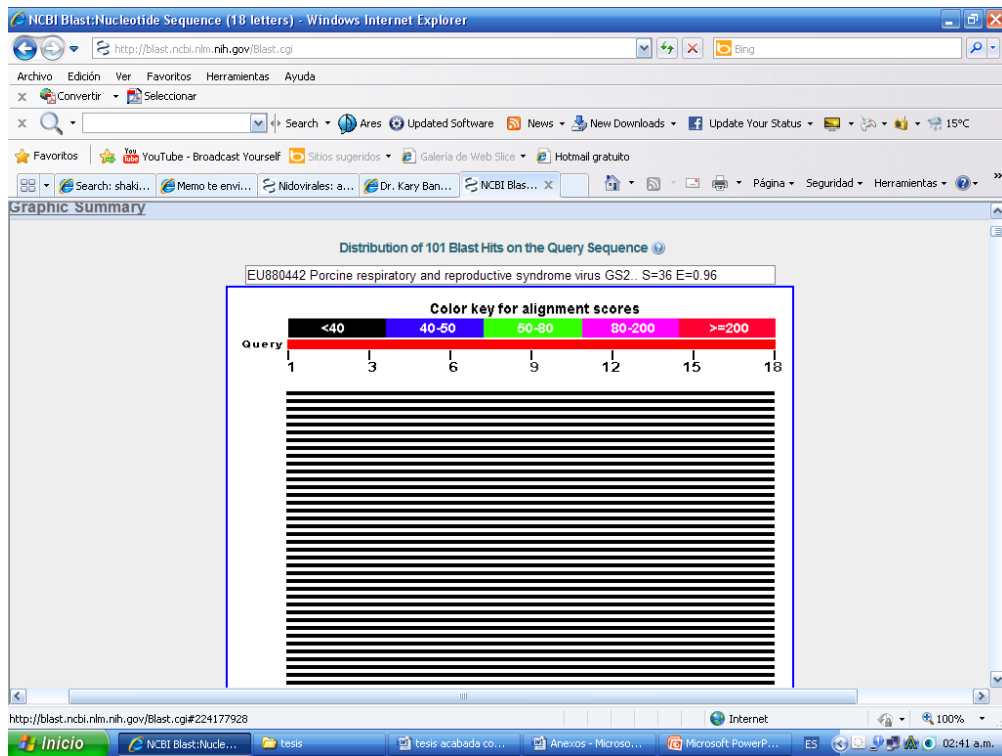 NCBI Blast:Nucleotide Sequence (18 letters) - Windows Internet Explorer
http://blast.ncbi.nlm.nih.gov/Blast.cgi Bing
Archivo Edición Ver Favoritos Herramientas Ayuda
x Convertir Seleccionar
x Search Ares Updated Software News New Downloads Update Your Status 15°C
Favoritos YouTube - Broadcast Yourself Sitios sugeridos Galería de Web Slice Hotmail gratuito
Search: shaki... Memo te envi... Nidovirales: a... Dr. Kary Ban... NCBI Blas... X Página Seguridad Herramientas »
Graphic Summary
Distribution of 101 Blast Hits on the Query Sequence
EU880442 Porcine respiratory and reproductive syndrome virus GS2.. S=36 E=0.96
Color key for alignment scores
<40 40-50 50-80 80-200 >=200
Query
1 3 6 9 12 15 18
http://blast.ncbi.nlm.nih.gov/Blast.cgi#224177928 Internet 100%
Inicio NCBI Blast:Nucle... tesis tesis acabada co... Anexos - Microso... Microsoft PowerP... ES 02:41 a.m.